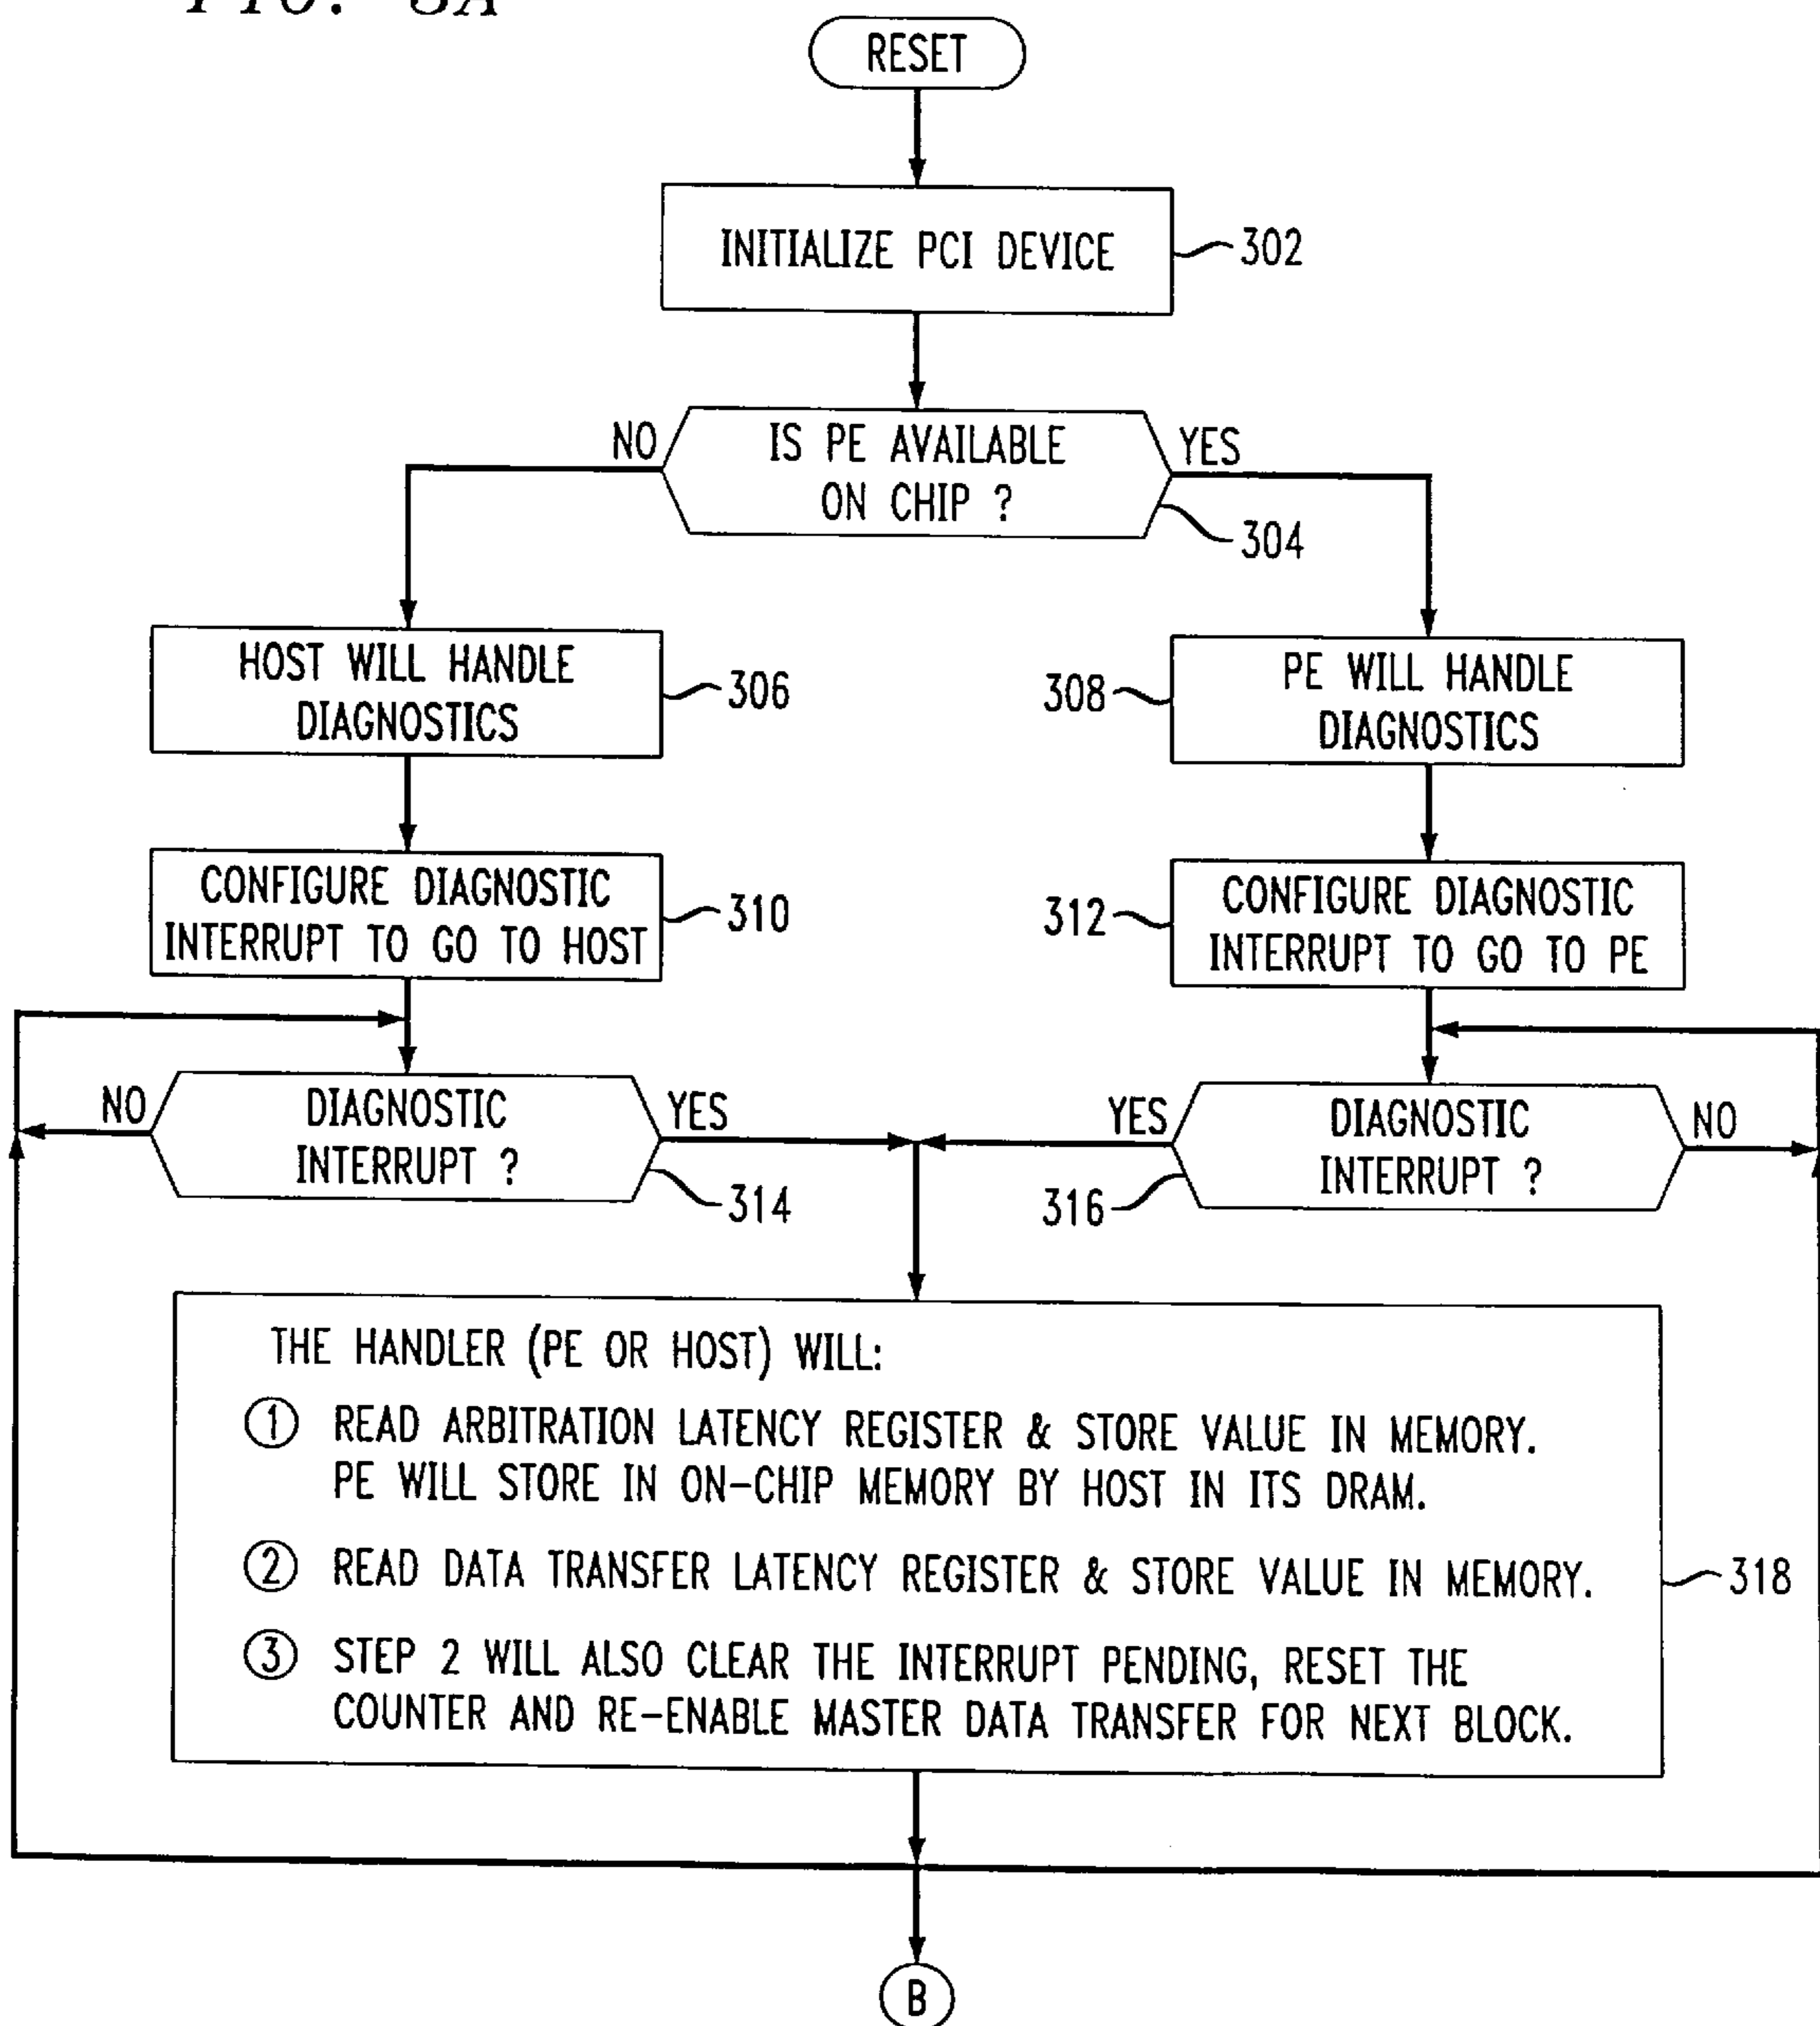 FIG. 3A
RESET
INITIALIZE PCI DEVICE
302
NO
IS PE AVAILABLE
ON CHIP ?
YES
304
HOST WILL HANDLE
DIAGNOSTICS
306
308
PE WILL HANDLE
DIAGNOSTICS
CONFIGURE DIAGNOSTIC
INTERRUPT TO GO TO HOST
310
312
CONFIGURE DIAGNOSTIC
INTERRUPT TO GO TO PE
NO
DIAGNOSTIC
INTERRUPT ?
YES
314
YES
DIAGNOSTIC
INTERRUPT ?
NO
316
THE HANDLER (PE OR HOST) WILL:
① READ ARBITRATION LATENCY REGISTER & STORE VALUE IN MEMORY.
PE WILL STORE IN ON-CHIP MEMORY BY HOST IN ITS DRAM.
② READ DATA TRANSFER LATENCY REGISTER & STORE VALUE IN MEMORY.
③ STEP 2 WILL ALSO CLEAR THE INTERRUPT PENDING, RESET THE
COUNTER AND RE-ENABLE MASTER DATA TRANSFER FOR NEXT BLOCK.
318
B